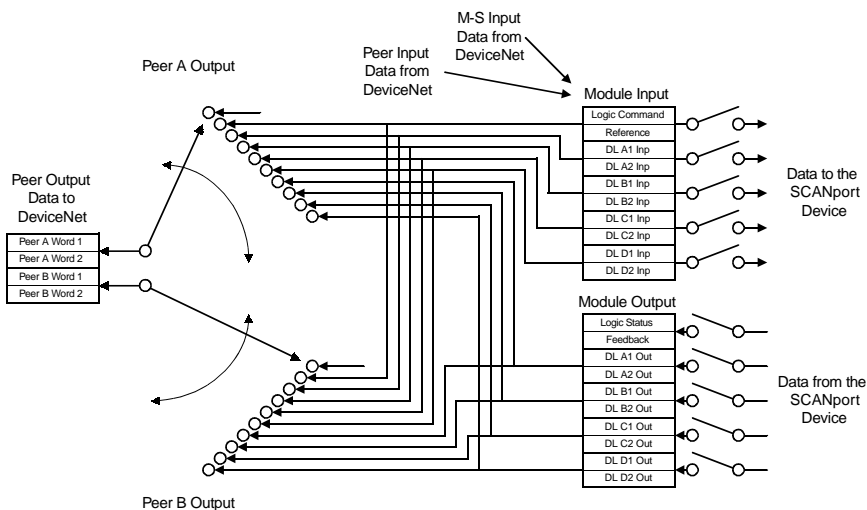 M-S Input
Data from
DeviceNet
Peer Input
Data from
DeviceNet
Peer A Output
Module Input
Logic Command
Reference
DL A1 Inp
DL A2 Inp
DL B1 Inp
DL B2 Inp
DL C1 Inp
DL C2 Inp
DL D1 Inp
DL D2 Inp
Data to the
SCANport
Device
Peer Output
Data to
DeviceNet
Peer A Word 1
Peer A Word 2
Peer B Word 1
Peer B Word 2
Module Output
Logic Status
Feedback
DL A1 Out
DL A2 Out
DL B1 Out
DL B2 Out
DL C1 Out
DL C2 Out
DL D1 Out
DL D2 Out
Data from the
SCANport
Device
Peer B Output